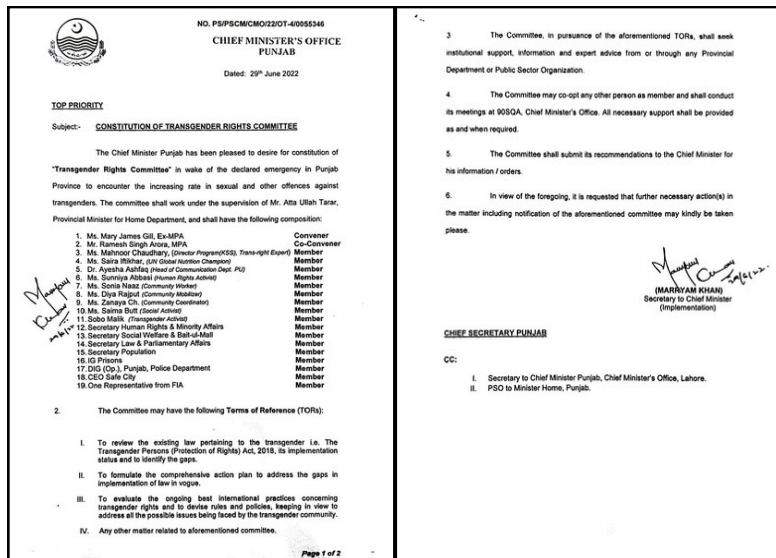 NO. PS/PSCM/CMO/22/OT-4/0055346
CHIEF MINISTER'S OFFICE
PUNJAB
Dated: 29th June 2022
TOP PRIORITY
Subject:- CONSTITUTION OF TRANSGENDER RIGHTS COMMITTEE
The Chief Minister Punjab has been pleased to desire for constitution of
"Transgender Rights Committee" in wake of the declared emergency in Punjab
Province to encounter the increasing rate in sexual and other offences against
transgenders. The committee shall work under the supervision of Mr. Atta Ullah Tarar,
Provincial Minister for Home Department, and shall have the following composition:
1. Ms. Mary James Gill, Ex-MPA Convener
2. Mr. Ramesh Singh Arora, MPA Co-Convener
3. Ms. Mahnoor Chaudhary, (Director Program(KSS), Trans-right Expert) Member
4. Ms. Saira Iftikhar, (UN Global Nutrition Champion) Member
5. Dr. Ayesha Ashfaq (Head of Communication Dept. PU) Member
6. Ms. Sunniya Abbasi (Human Rights Activist) Member
7. Ms. Sonia Naaz (Community Worker) Member
8. Ms. Diya Rajput (Community Mobilizer) Member
9. Ms. Zanaya Ch. (Community Coordinator) Member
10. Ms. Saima Butt (Social Activist) Member
11. Sobo Malik (Transgender Activist) Member
12. Secretary Human Rights & Minority Affairs Member
13. Secretary Social Welfare & Bait-ul-Mall Member
14. Secretary Law & Parliamentary Affairs Member
15. Secretary Population Member
16. IG Prisons Member
17. DIG (Op.), Punjab, Police Department Member
18. CEO Safe City Member
19. One Representative from FIA Member
2. The Committee may have the following Terms of Reference (TORs):
I. To review the existing law pertaining to the transgender i.e. The
Transgender Persons (Protection of Rights) Act, 2018, its implementation
status and to identify the gaps.
II. To formulate the comprehensive action plan to address the gaps in
implementation of law in vogue.
III. To evaluate the ongoing best international practices concerning
transgender rights and to devise rules and policies, keeping in view to
address all the possible issues being faced by the transgender community.
IV. Any other matter related to aforementioned committee.
Page 1 of 2
3 The Committee, in pursuance of the aforementioned TORs, shall seek
institutional support, information and expert advice from or through any Provincial
Department or Public Sector Organization.
4. The Committee may co-opt any other person as member and shall conduct
its meetings at 90SQA, Chief Minister's Office. All necessary support shall be provided
as and when required.
5. The Committee shall submit its recommendations to the Chief Minister for
his information / orders.
6. In view of the foregoing, it is requested that further necessary action(s) in
the matter including notification of the aforementioned committee may kindly be taken
please.
(MARRYAM KHAN)
Secretary to Chief Minister
(Implementation)
CHIEF SECRETARY PUNJAB
CC:
I. Secretary to Chief Minister Punjab, Chief Minister's Office, Lahore.
II. PSO to Minister Home, Punjab.